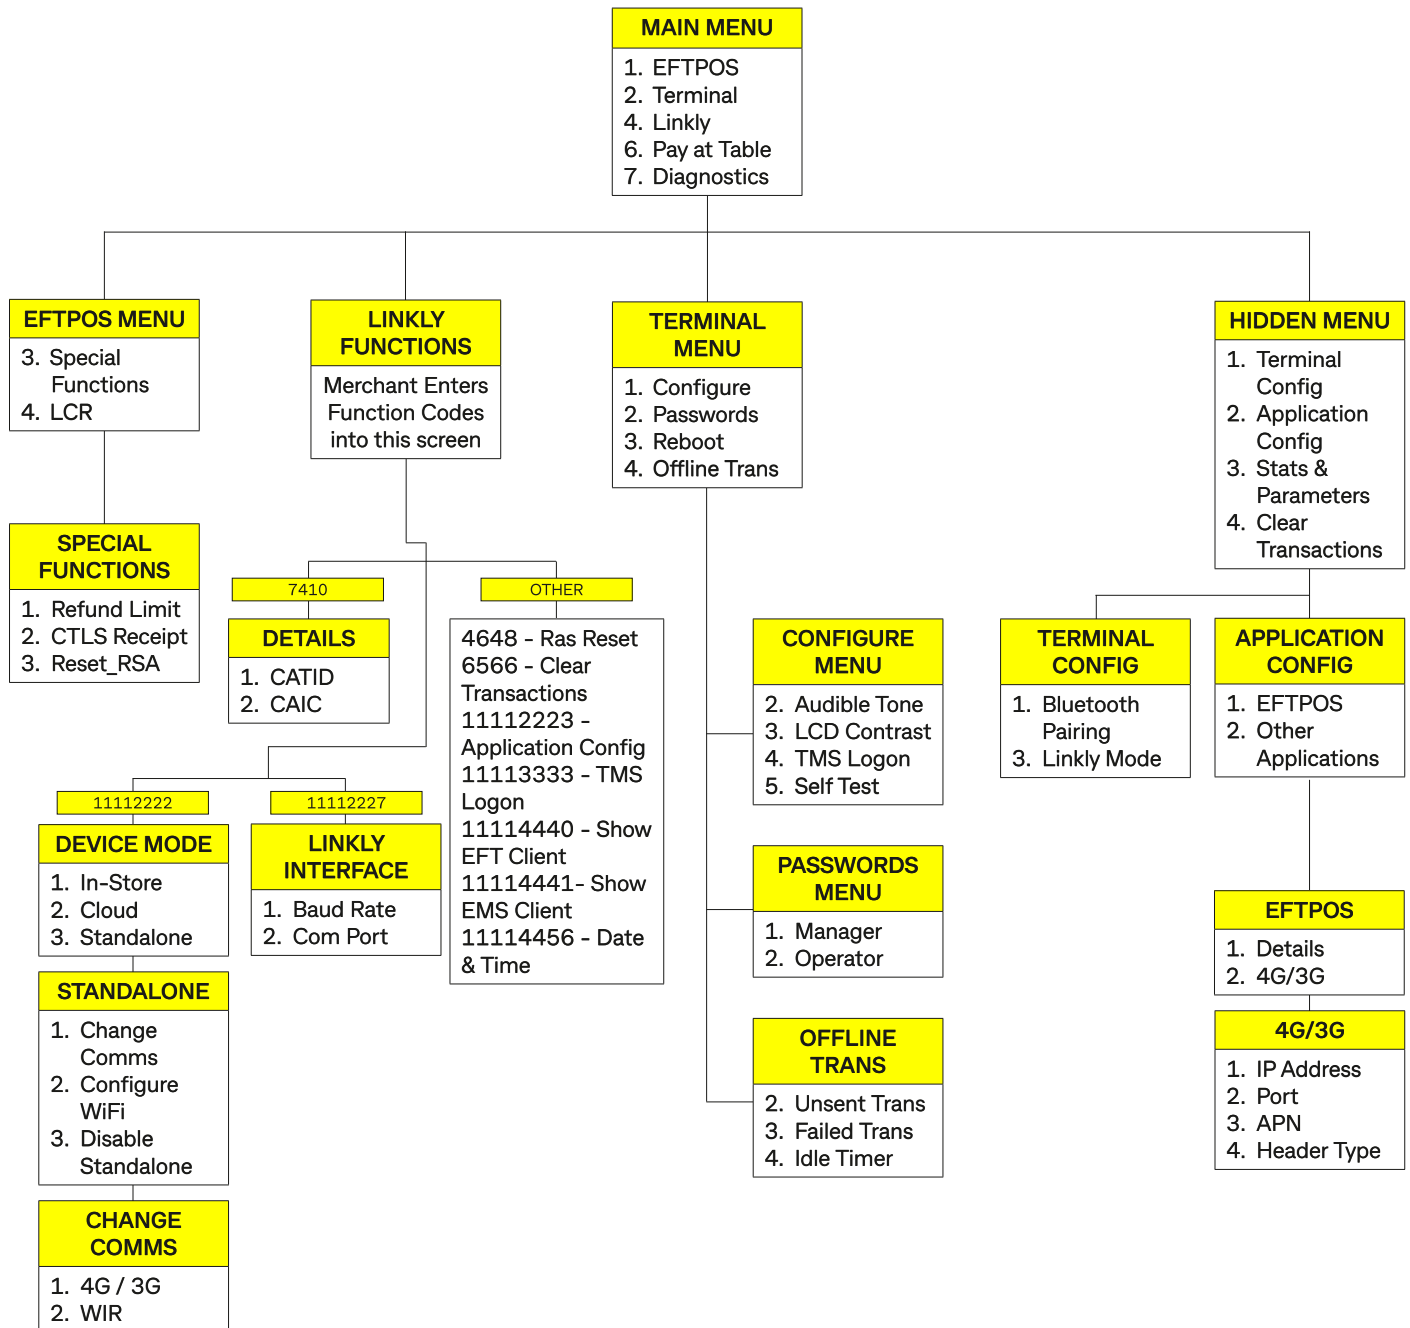 MAIN MENU
1. EFTPOS
2. Terminal
4. Linkly
6. Pay at Table
7. Diagnostics
EFTPOS MENU
3. Special
Functions
4. LCR
SPECIAL
FUNCTIONS
1. Refund Limit
2. CTLS Receipt
3. Reset_RSA
LINKLY
FUNCTIONS
Merchant Enters
Function Codes
into this screen
7410
DETAILS
1. CATID
2. CAIC
OTHER
4648 - Ras Reset
6566 - Clear
Transactions
11112223 -
Application Config
11113333 - TMS
Logon
11114440 - Show
EFT Client
11114441- Show
EMS Client
11114456 - Date
& Time
11112222
DEVICE MODE
1. In-Store
2. Cloud
3. Standalone
STANDALONE
1. Change
Comms
2. Configure
WiFi
3. Disable
Standalone
CHANGE
COMMS
1. 4G / 3G
2. WIR
11112227
LINKLY
INTERFACE
1. Baud Rate
2. Com Port
TERMINAL
MENU
1. Configure
2. Passwords
3. Reboot
4. Offline Trans
CONFIGURE
MENU
2. Audible Tone
3. LCD Contrast
4. TMS Logon
5. Self Test
PASSWORDS
MENU
1. Manager
2. Operator
OFFLINE
TRANS
2. Unsent Trans
3. Failed Trans
4. Idle Timer
HIDDEN MENU
1. Terminal
Config
2. Application
Config
3. Stats &
Parameters
4. Clear
Transactions
TERMINAL
CONFIG
1. Bluetooth
Pairing
3. Linkly Mode
APPLICATION
CONFIG
1. EFTPOS
2. Other
Applications
EFTPOS
1. Details
2. 4G/3G
4G/3G
1. IP Address
2. Port
3. APN
4. Header Type